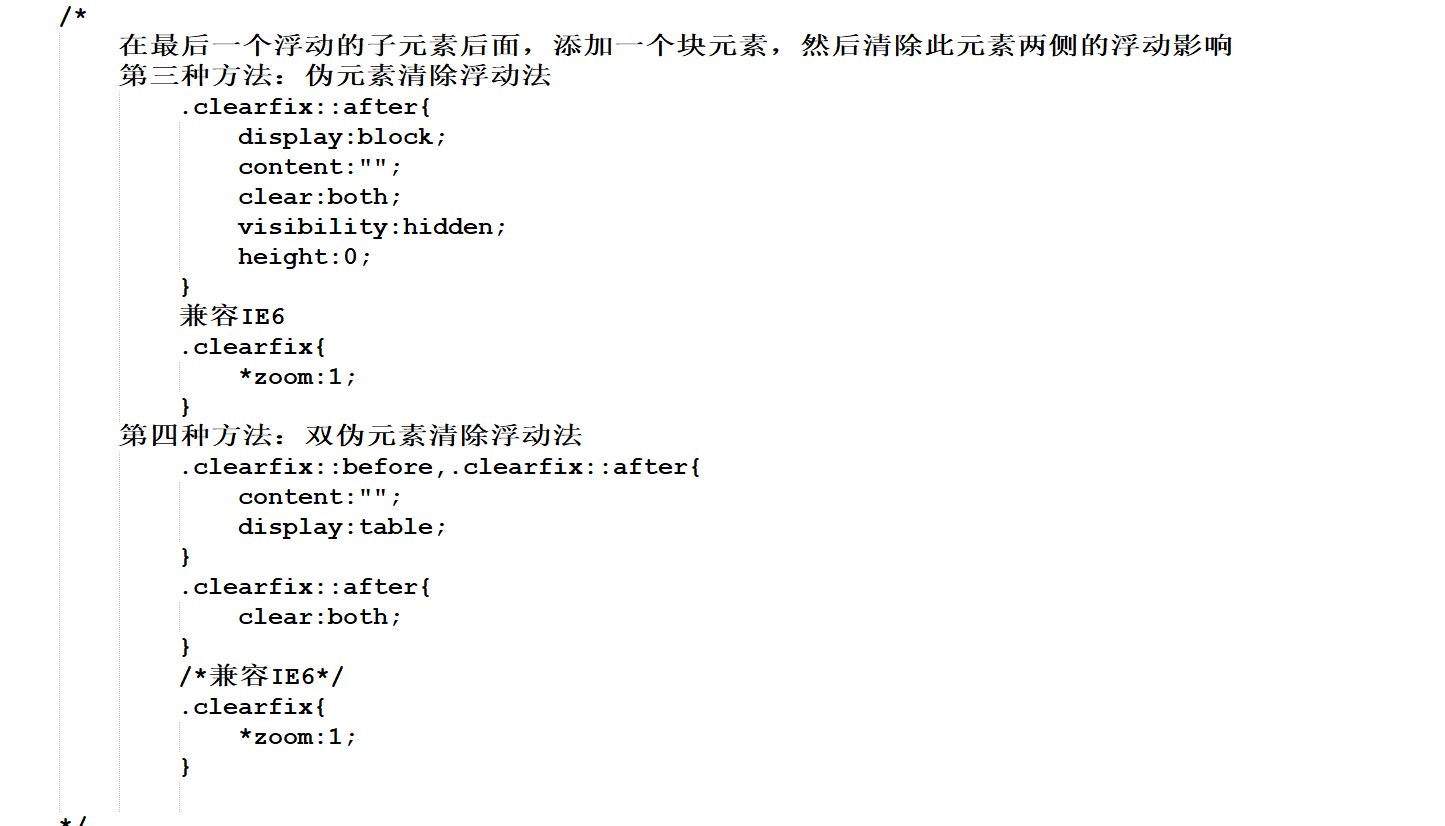 /*
在最后一个浮动的子元素后面，添加一个块元素，然后清除此元素两侧的浮动影响
第三种方法：伪元素清除浮动法
.clearfix::after{
display:block;
content:"";
clear:both;
visibility:hidden;
height:0;
}
兼容IE6
.clearfix{
*zoom:1;
}
第四种方法：双伪元素清除浮动法
.clearfix::before,.clearfix::after{
content:"";
display:table;
}
.clearfix::after{
clear:both;
}
/*兼容IE6*/
.clearfix{
*zoom:1;
}
*/